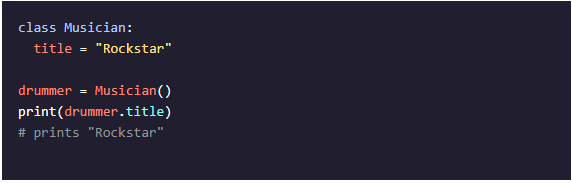 class Musician:
  title = "Rockstar"

drummer = Musician()
print(drummer.title)
# prints "Rockstar"